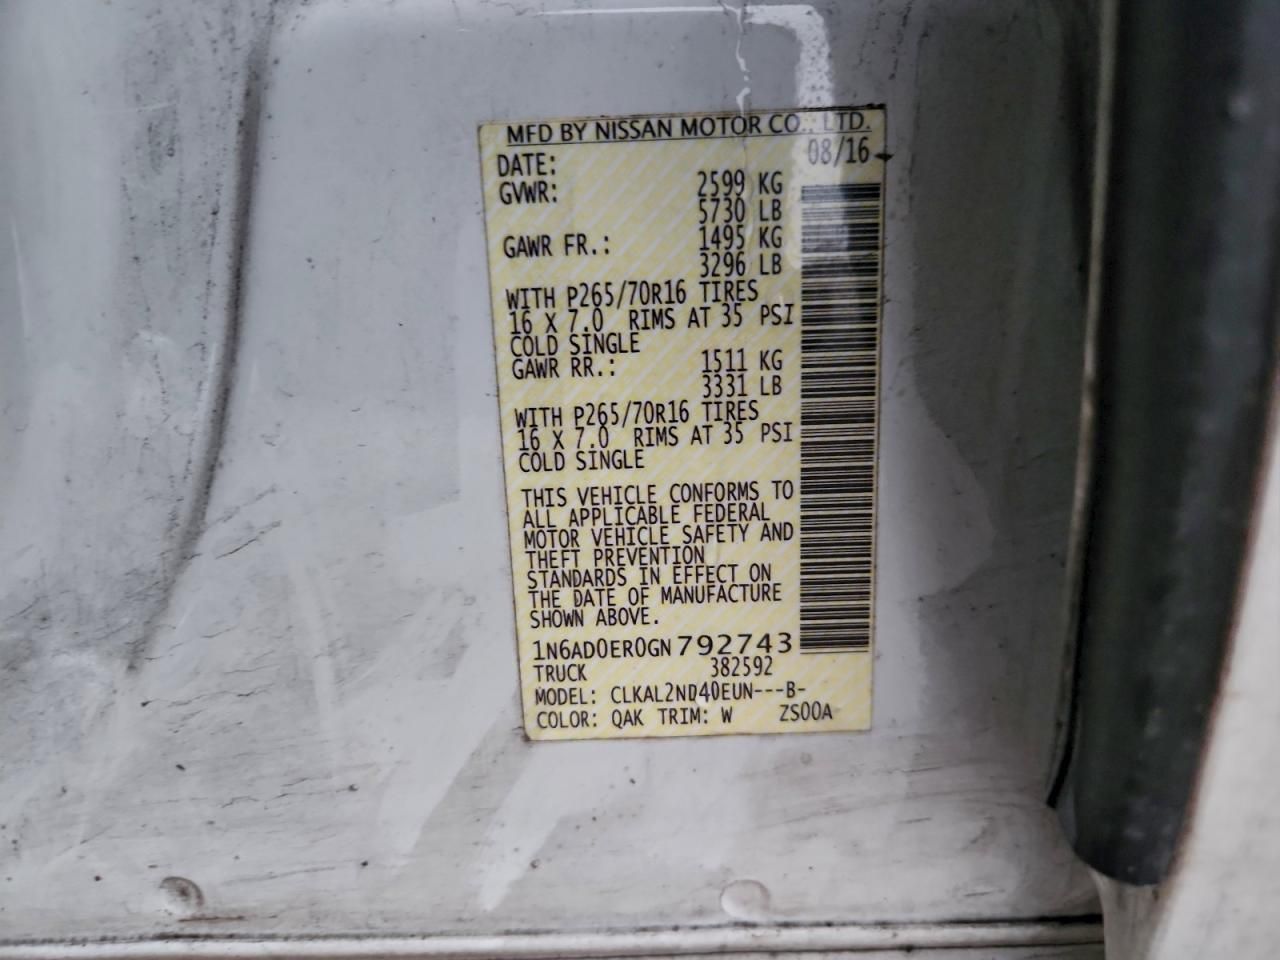 MFD BY NISSAN MOTOR CO., LTD.
DATE: 08/16
GVWR: 2599 KG
5730 LB
GAWR FR.: 1495 KG
3296 LB
WITH P265/70R16 TIRES
16 X 7.0 RIMS AT 35 PSI
COLD SINGLE
GAWR RR.: 1511 KG
3331 LB
WITH P265/70R16 TIRES
16 X 7.0 RIMS AT 35 PSI
COLD SINGLE
THIS VEHICLE CONFORMS TO
ALL APPLICABLE FEDERAL
MOTOR VEHICLE SAFETY AND
THEFT PREVENTION
STANDARDS IN EFFECT ON
THE DATE OF MANUFACTURE
SHOWN ABOVE.
1N6AD0ER0GN792743
TRUCK 382592
MODEL: CLKAL2ND40EUN---B-
COLOR: QAK TRIM: W ZS00A